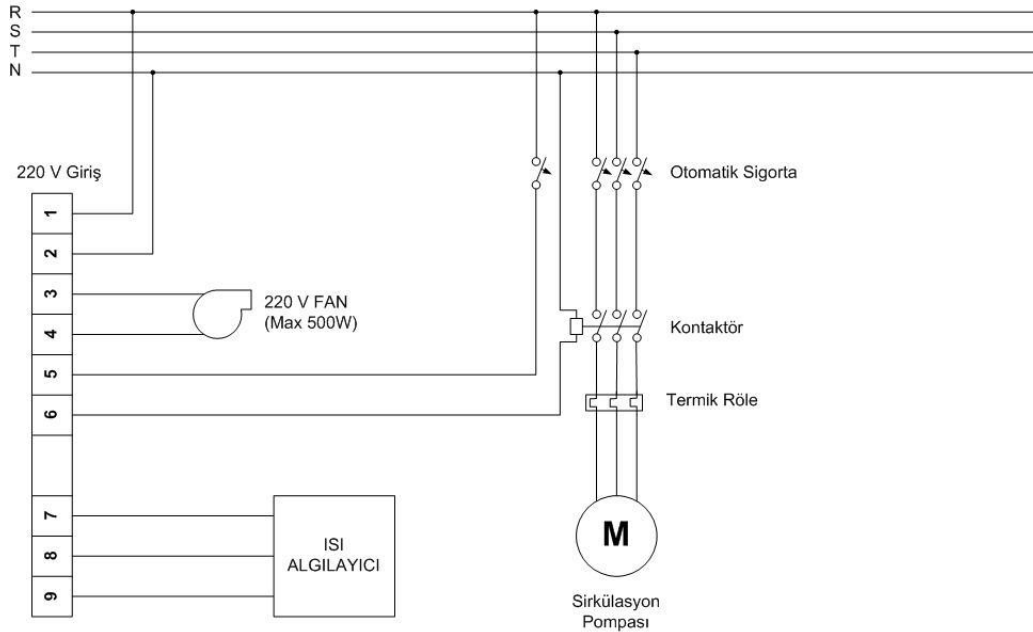 R
S
T
N
220 V Giriş
Otomatik Sigorta
1
2
3
4
5
6
7
8
9
220 V FAN
(Max 500W)
Kontaktör
Termik Röle
ISI
ALGILAYICI
M
Sirkülasyon
Pompası